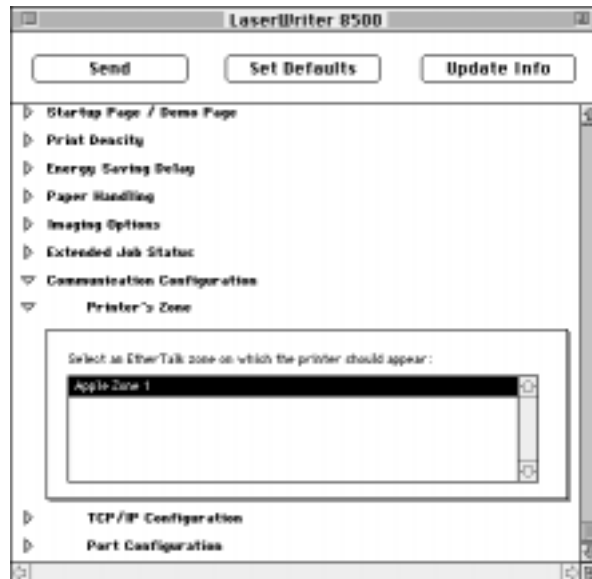 LaserWriter 8500
Send Set Defaults Update Info
Startup Page / Demo Page
Print Density
Energy Saving Delay
Paper Handling
Imaging Options
Extended Job Status
Communication Configuration
Printer's Zone
Select an EtherTalk zone on which the printer should appear:
Apple Zone 1
TCP/IP Configuration
Port Configuration